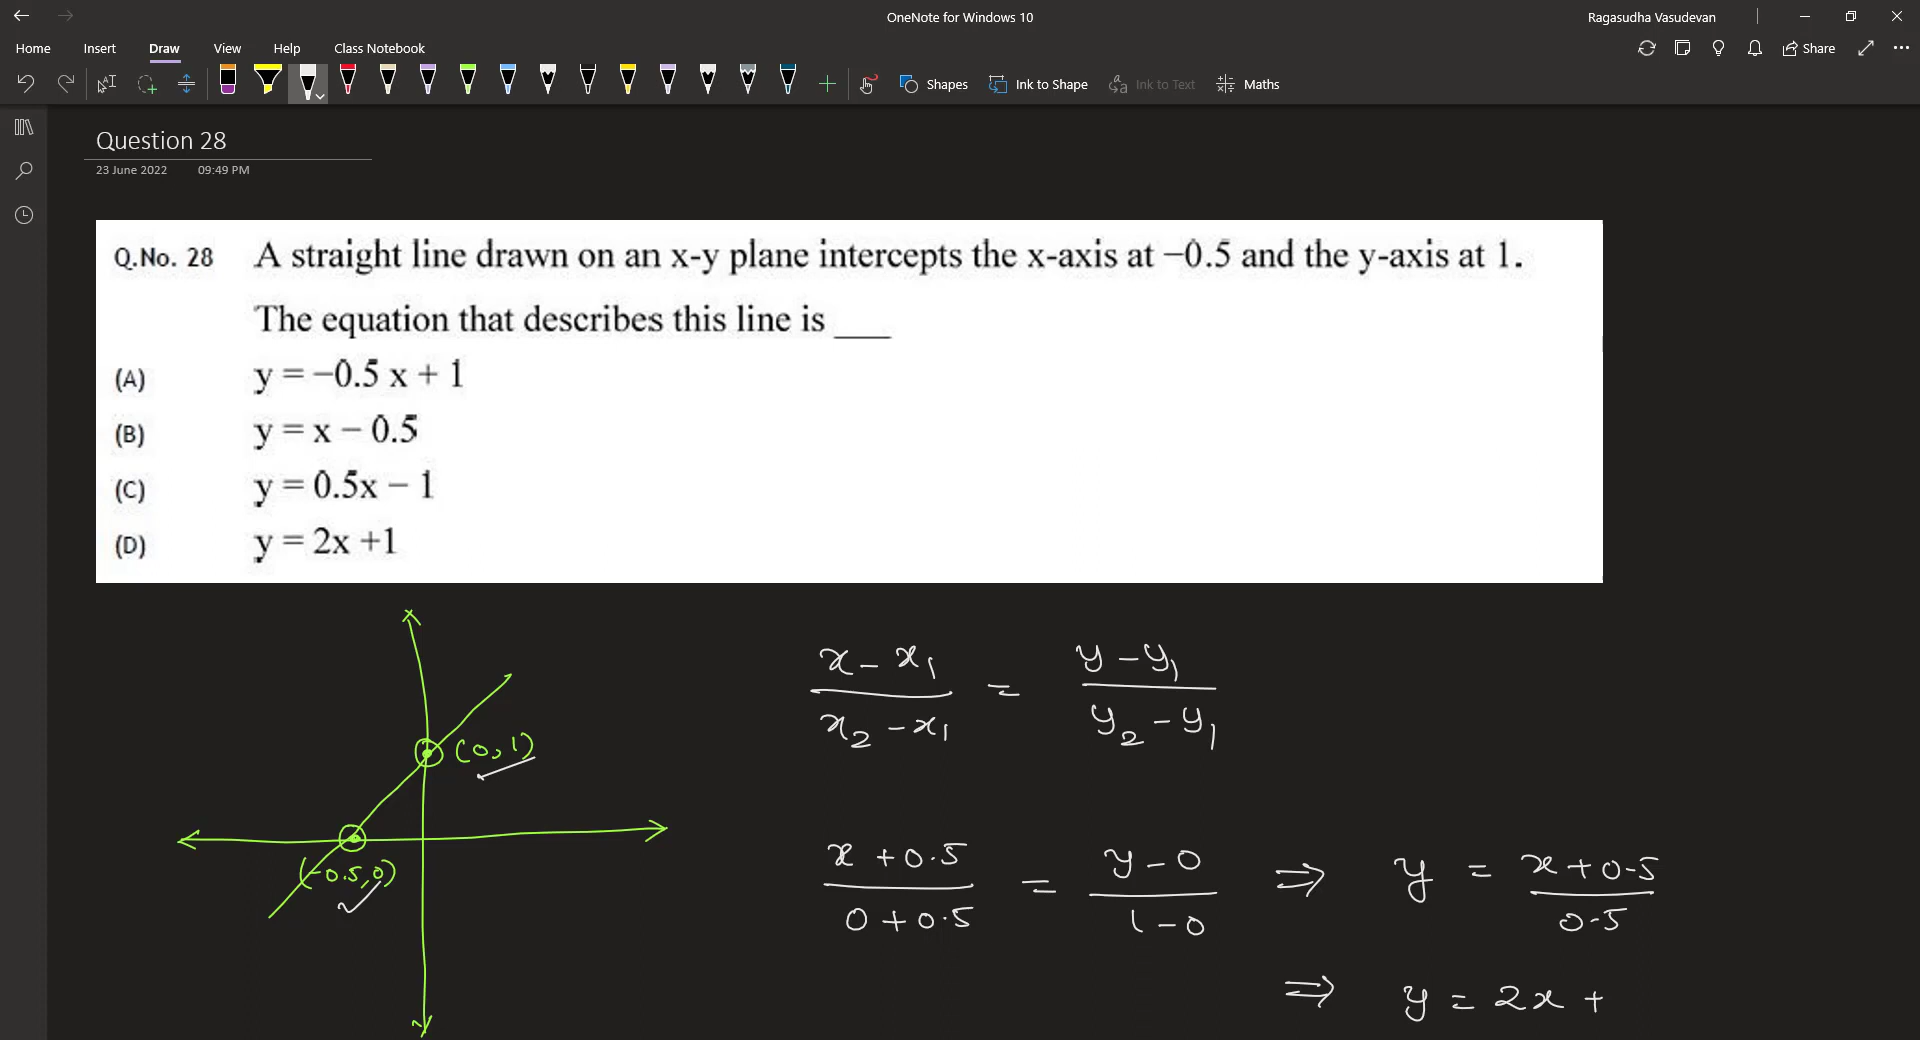 OneNote for Windows 10
Ragasudha Vasudevan
Home Insert Draw View Help Class Notebook
Share
Shapes Ink to Shape Ink to Text Maths
Question 28
23 June 2022 09:49 PM
Q.No. 28 A straight line drawn on an x-y plane intercepts the x-axis at −0.5 and the y-axis at 1.
The equation that describes this line is ___
(A) y = −0.5 x + 1
(B) y = x − 0.5
(C) y = 0.5x − 1
(D) y = 2x +1
(0,1)
(-0.5,0)
x - x₁ = y - y₁
x₂ - x₁ y₂ - y₁
x + 0.5 = y - 0 ⇒ y = x + 0.5
0 + 0.5 1 - 0 0.5
⇒ y = 2x +